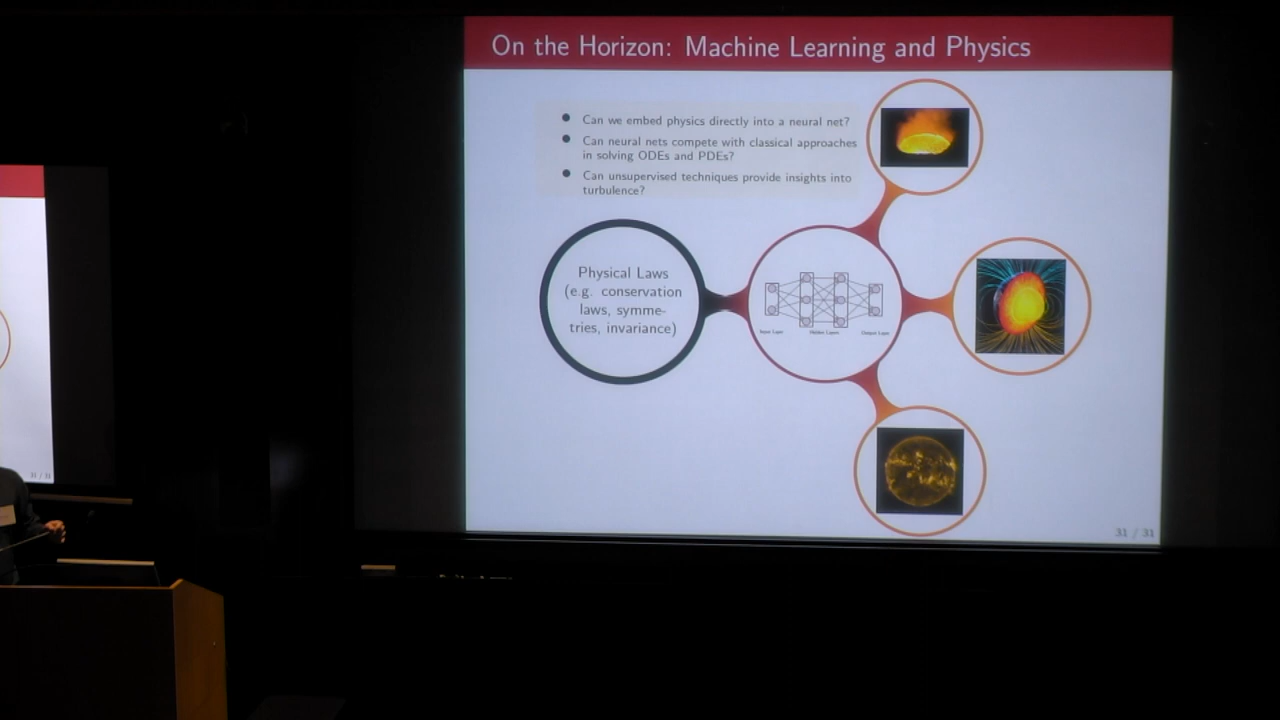 On the Horizon: Machine Learning and Physics
Can we embed physics directly into a neural net?
Can neural nets compete with classical approaches
in solving ODEs and PDEs?
Can unsupervised techniques provide insights into
turbulence?
Physical Laws
(e.g. conservation
laws, symme-
tries, invariance)
Input Layer
Hidden Layers
Output Layer
31 / 31
31 / 31